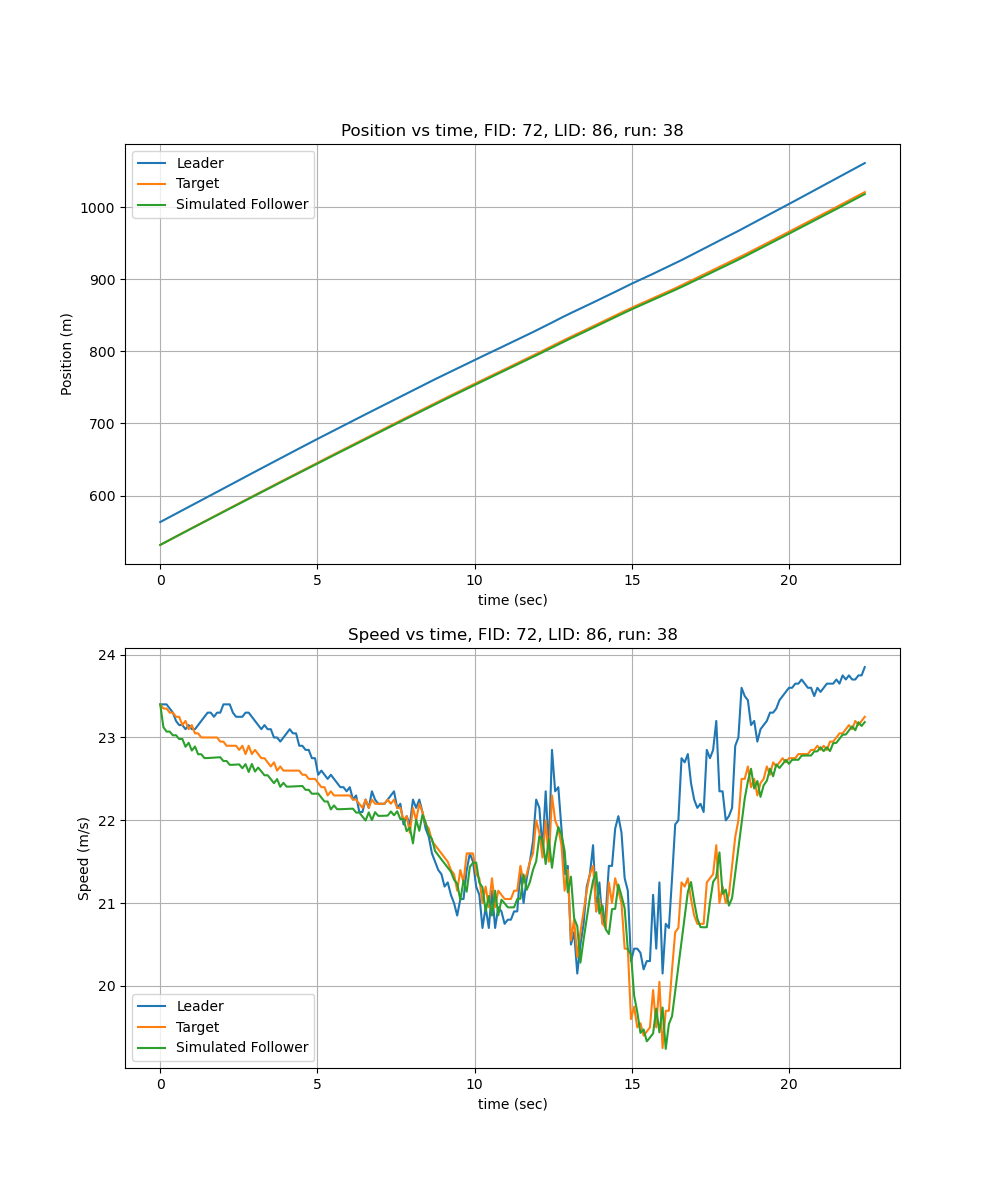 Position vs time, FID: 72, LID: 86, run: 38
Leader
Target
Simulated Follower
1000
900
800
700
600
Position (m)
0 5 10 15 20
time (sec)
Speed vs time, FID: 72, LID: 86, run: 38
24
23
22
21
20
Speed (m/s)
Leader
Target
Simulated Follower
0 5 10 15 20
time (sec)